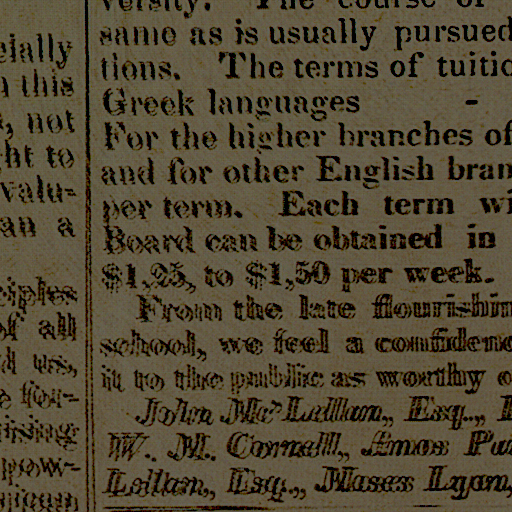 cially
n this
, not
ght to
valu-
an a
ciples
of all
d us,
e for-
pow-
versity. The course of
same as is usually pursued
tions. The terms of tuitio
Greek languages -
For the higher branches of
and for other English bran
per term. Each term wi
Board can be obtained in
$1,25, to $1,50 per week.
From the late flourishin
school, we feel a confidenc
it to the public as worthy o
John Mc'Lellan, Esq.,
W. M. Cornell, Amos Pu
Lellan, Esq., Moses Lyon,